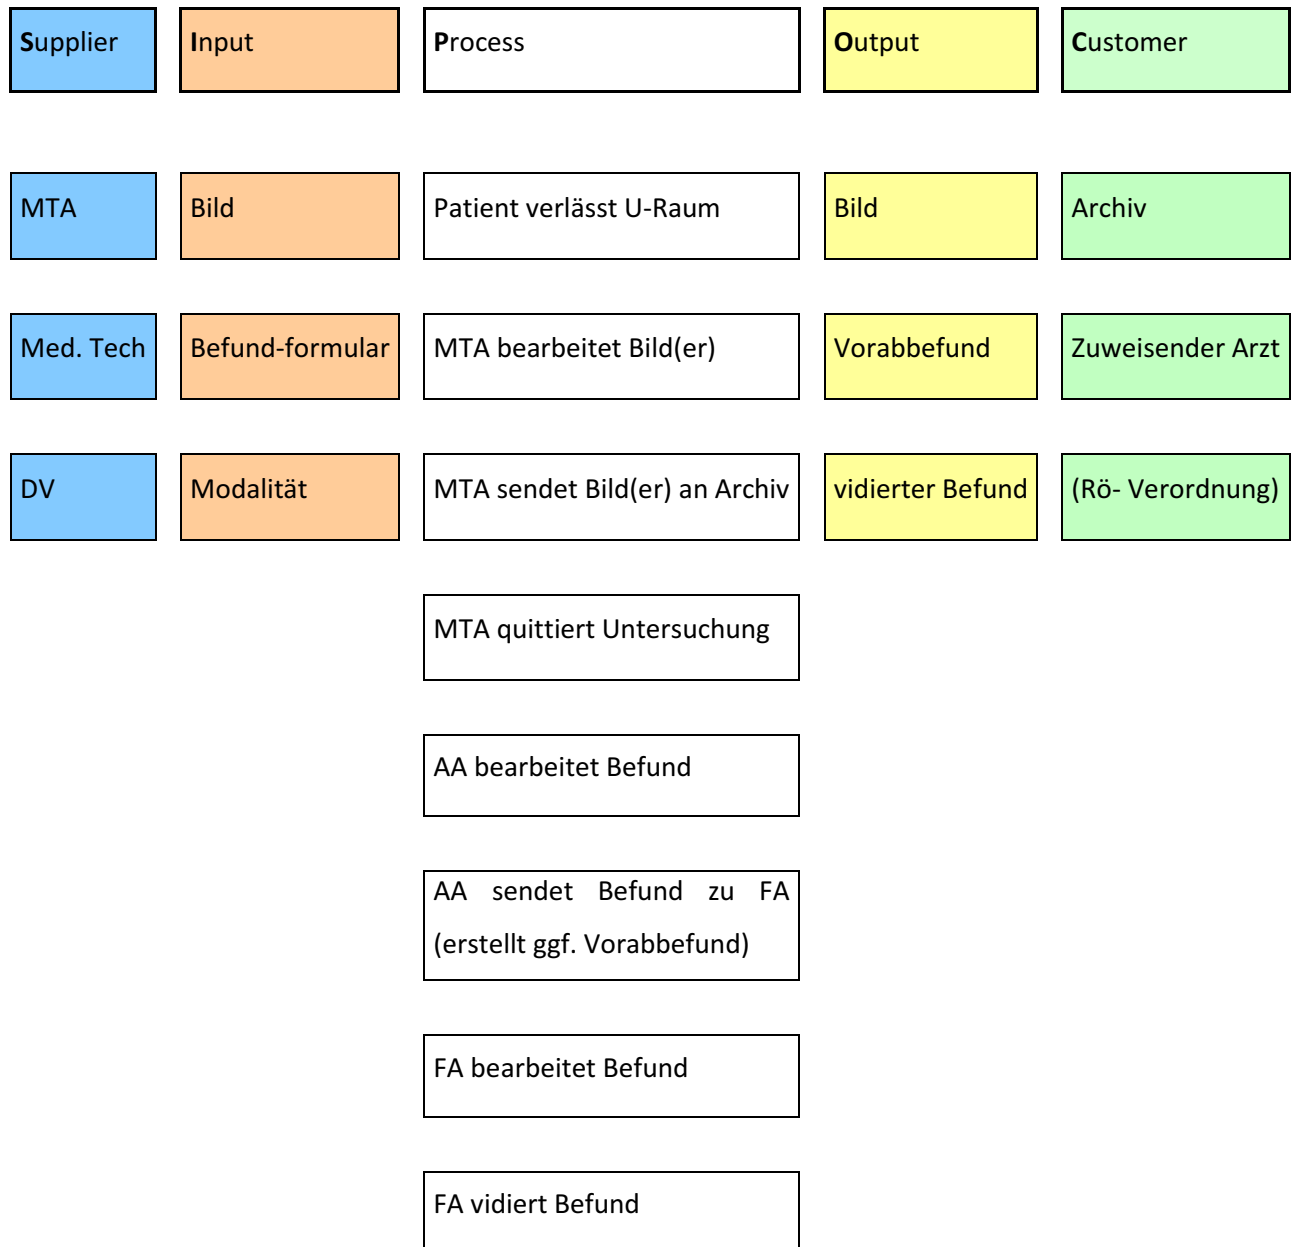 Supplier
Input
Process
Output
Customer
MTA
Bild
Patient verlässt U-Raum
Bild
Archiv
Med. Tech
Befund-formular
MTA bearbeitet Bild(er)
Vorabbefund
Zuweisender Arzt
DV
Modalität
MTA sendet Bild(er) an Archiv
vidierter Befund
(Rö- Verordnung)
MTA quittiert Untersuchung
AA bearbeitet Befund
AA sendet Befund zu FA
(erstellt ggf. Vorabbefund)
FA bearbeitet Befund
FA vidiert Befund